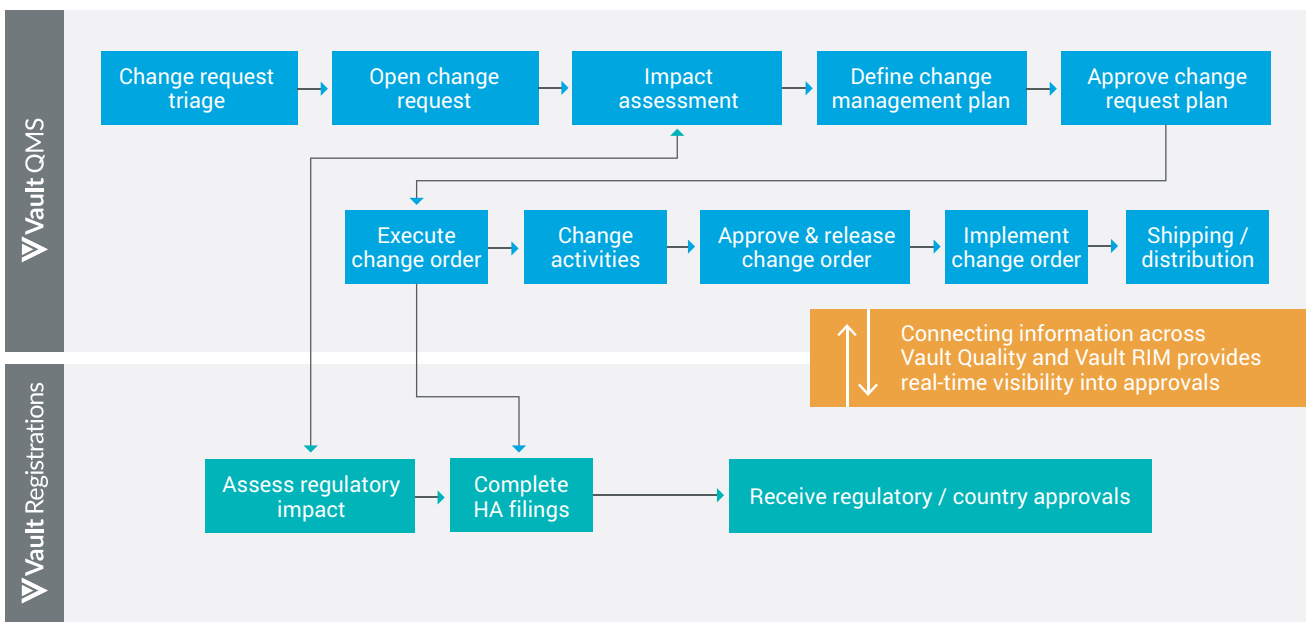 Vault QMS
Change request
triage
Open change
request
Impact
assessment
Define change
management plan
Approve change
request plan
Execute
change order
Change
activities
Approve & release
change order
Implement
change order
Shipping /
distribution
Connecting information across
Vault Quality and Vault RIM provides
real-time visibility into approvals
Vault Registrations
Assess regulatory
impact
Complete
HA filings
Receive regulatory / country approvals